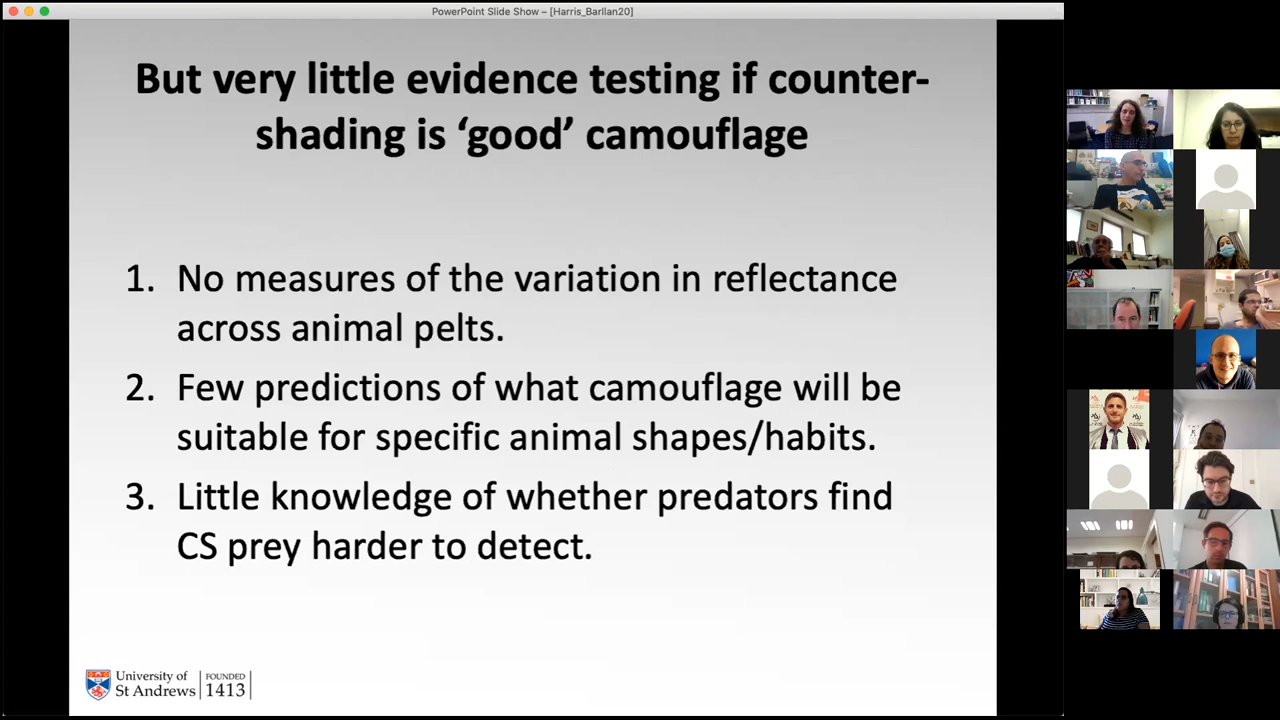 PowerPoint Slide Show – [Harris_BarIlan20]
But very little evidence testing if counter-
shading is ‘good’ camouflage
1. No measures of the variation in reflectance
across animal pelts.
2. Few predictions of what camouflage will be
suitable for specific animal shapes/habits.
3. Little knowledge of whether predators find
CS prey harder to detect.
University of
St Andrews
FOUNDED
1413